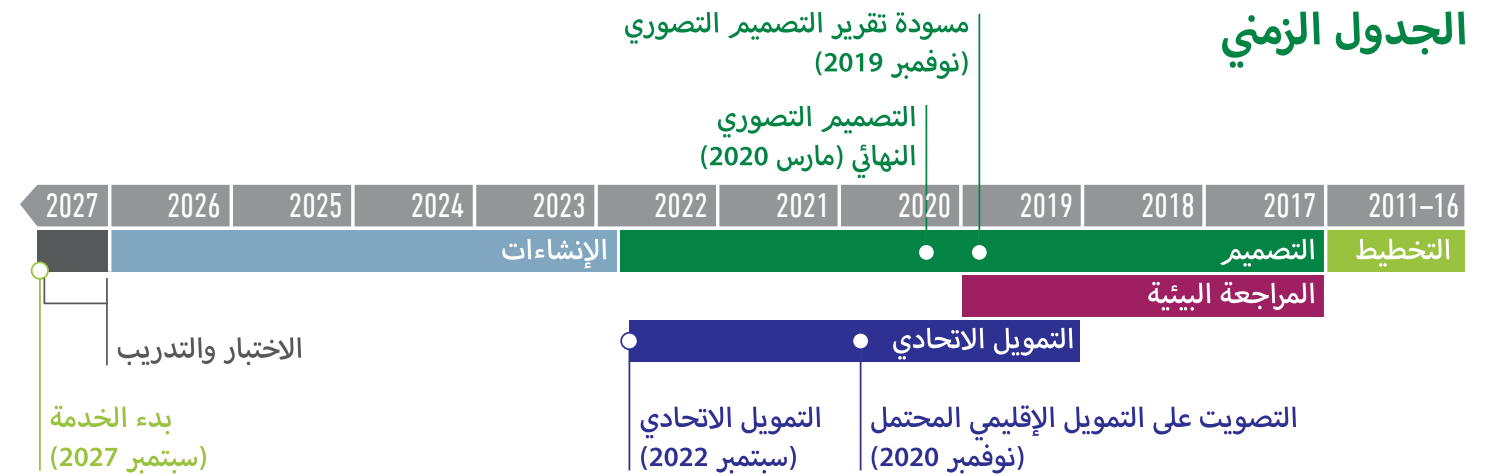 الجدول الزمني
مسودة تقرير التصميم التصوري
(نوفمبر 2019)
التصميم التصوري
النهائي (مارس 2020)
2011–16 2017 2018 2019 2020 2021 2022 2023 2024 2025 2026 2027
التخطيط التصميم الإنشاءات
المراجعة البيئية
التمويل الاتحادي
الاختبار والتدريب
التصويت على التمويل الإقليمي المحتمل
(نوفمبر 2020)
التمويل الاتحادي
(سبتمبر 2022)
بدء الخدمة
(سبتمبر 2027)